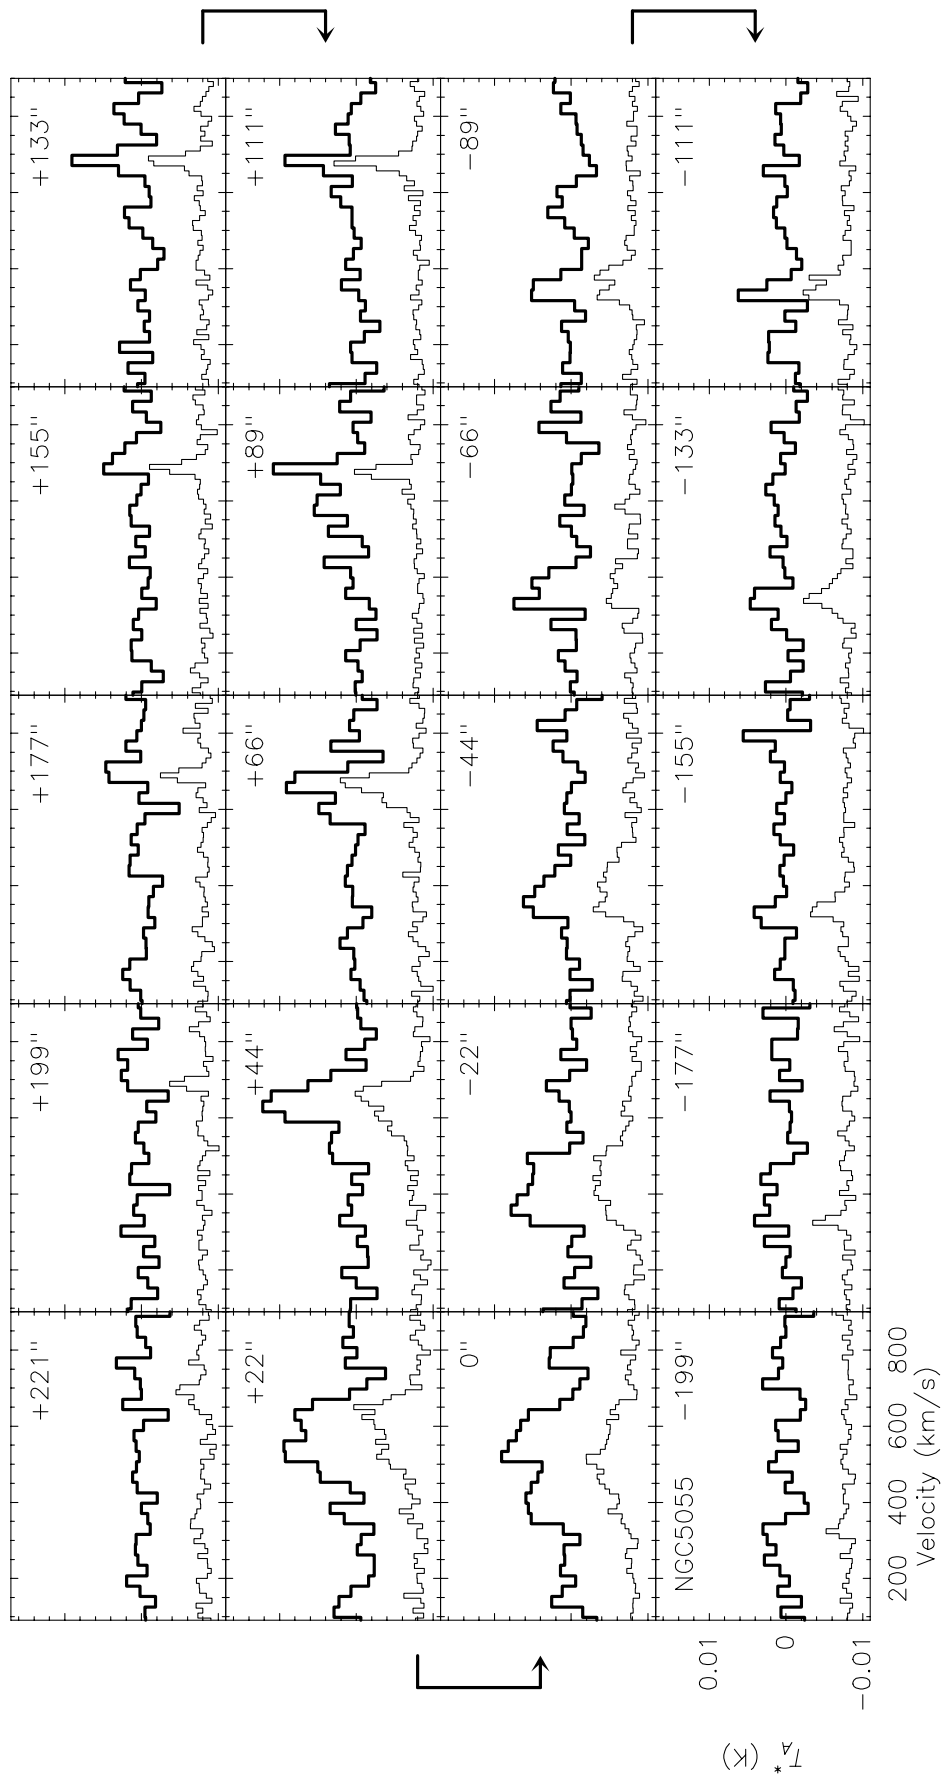 +221" +199" +177" +155" +133"
+22" +44" +66" +89" +111"
0" −22" −44" −66" −89"
NGC5055 −199" −177" −155" −133" −111"
0.01
0
−0.01
T*A (K)
200 400 600 800
Velocity (km/s)